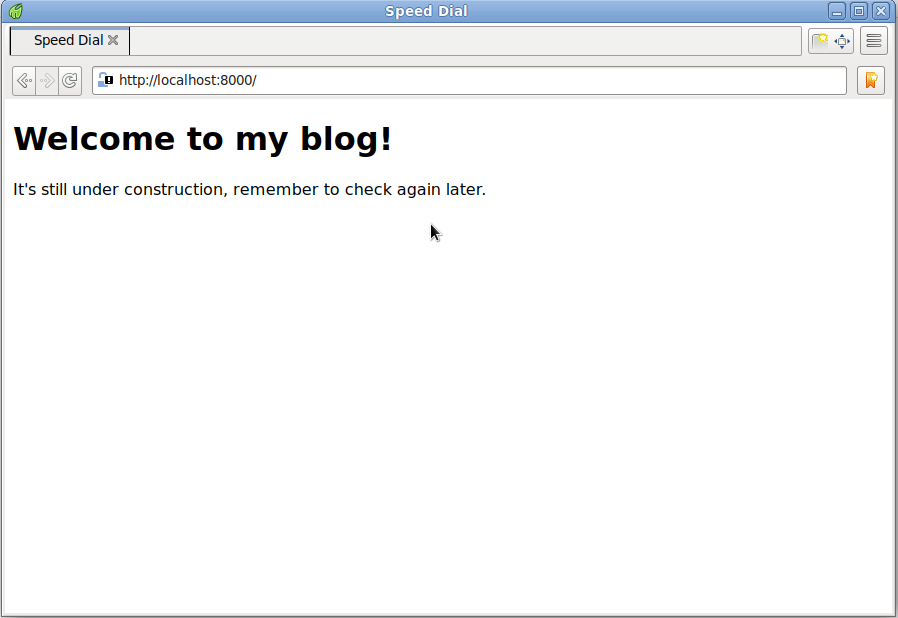 Speed Dial
Speed Dial
http://localhost:8000/
Welcome to my blog!
It's still under construction, remember to check again later.